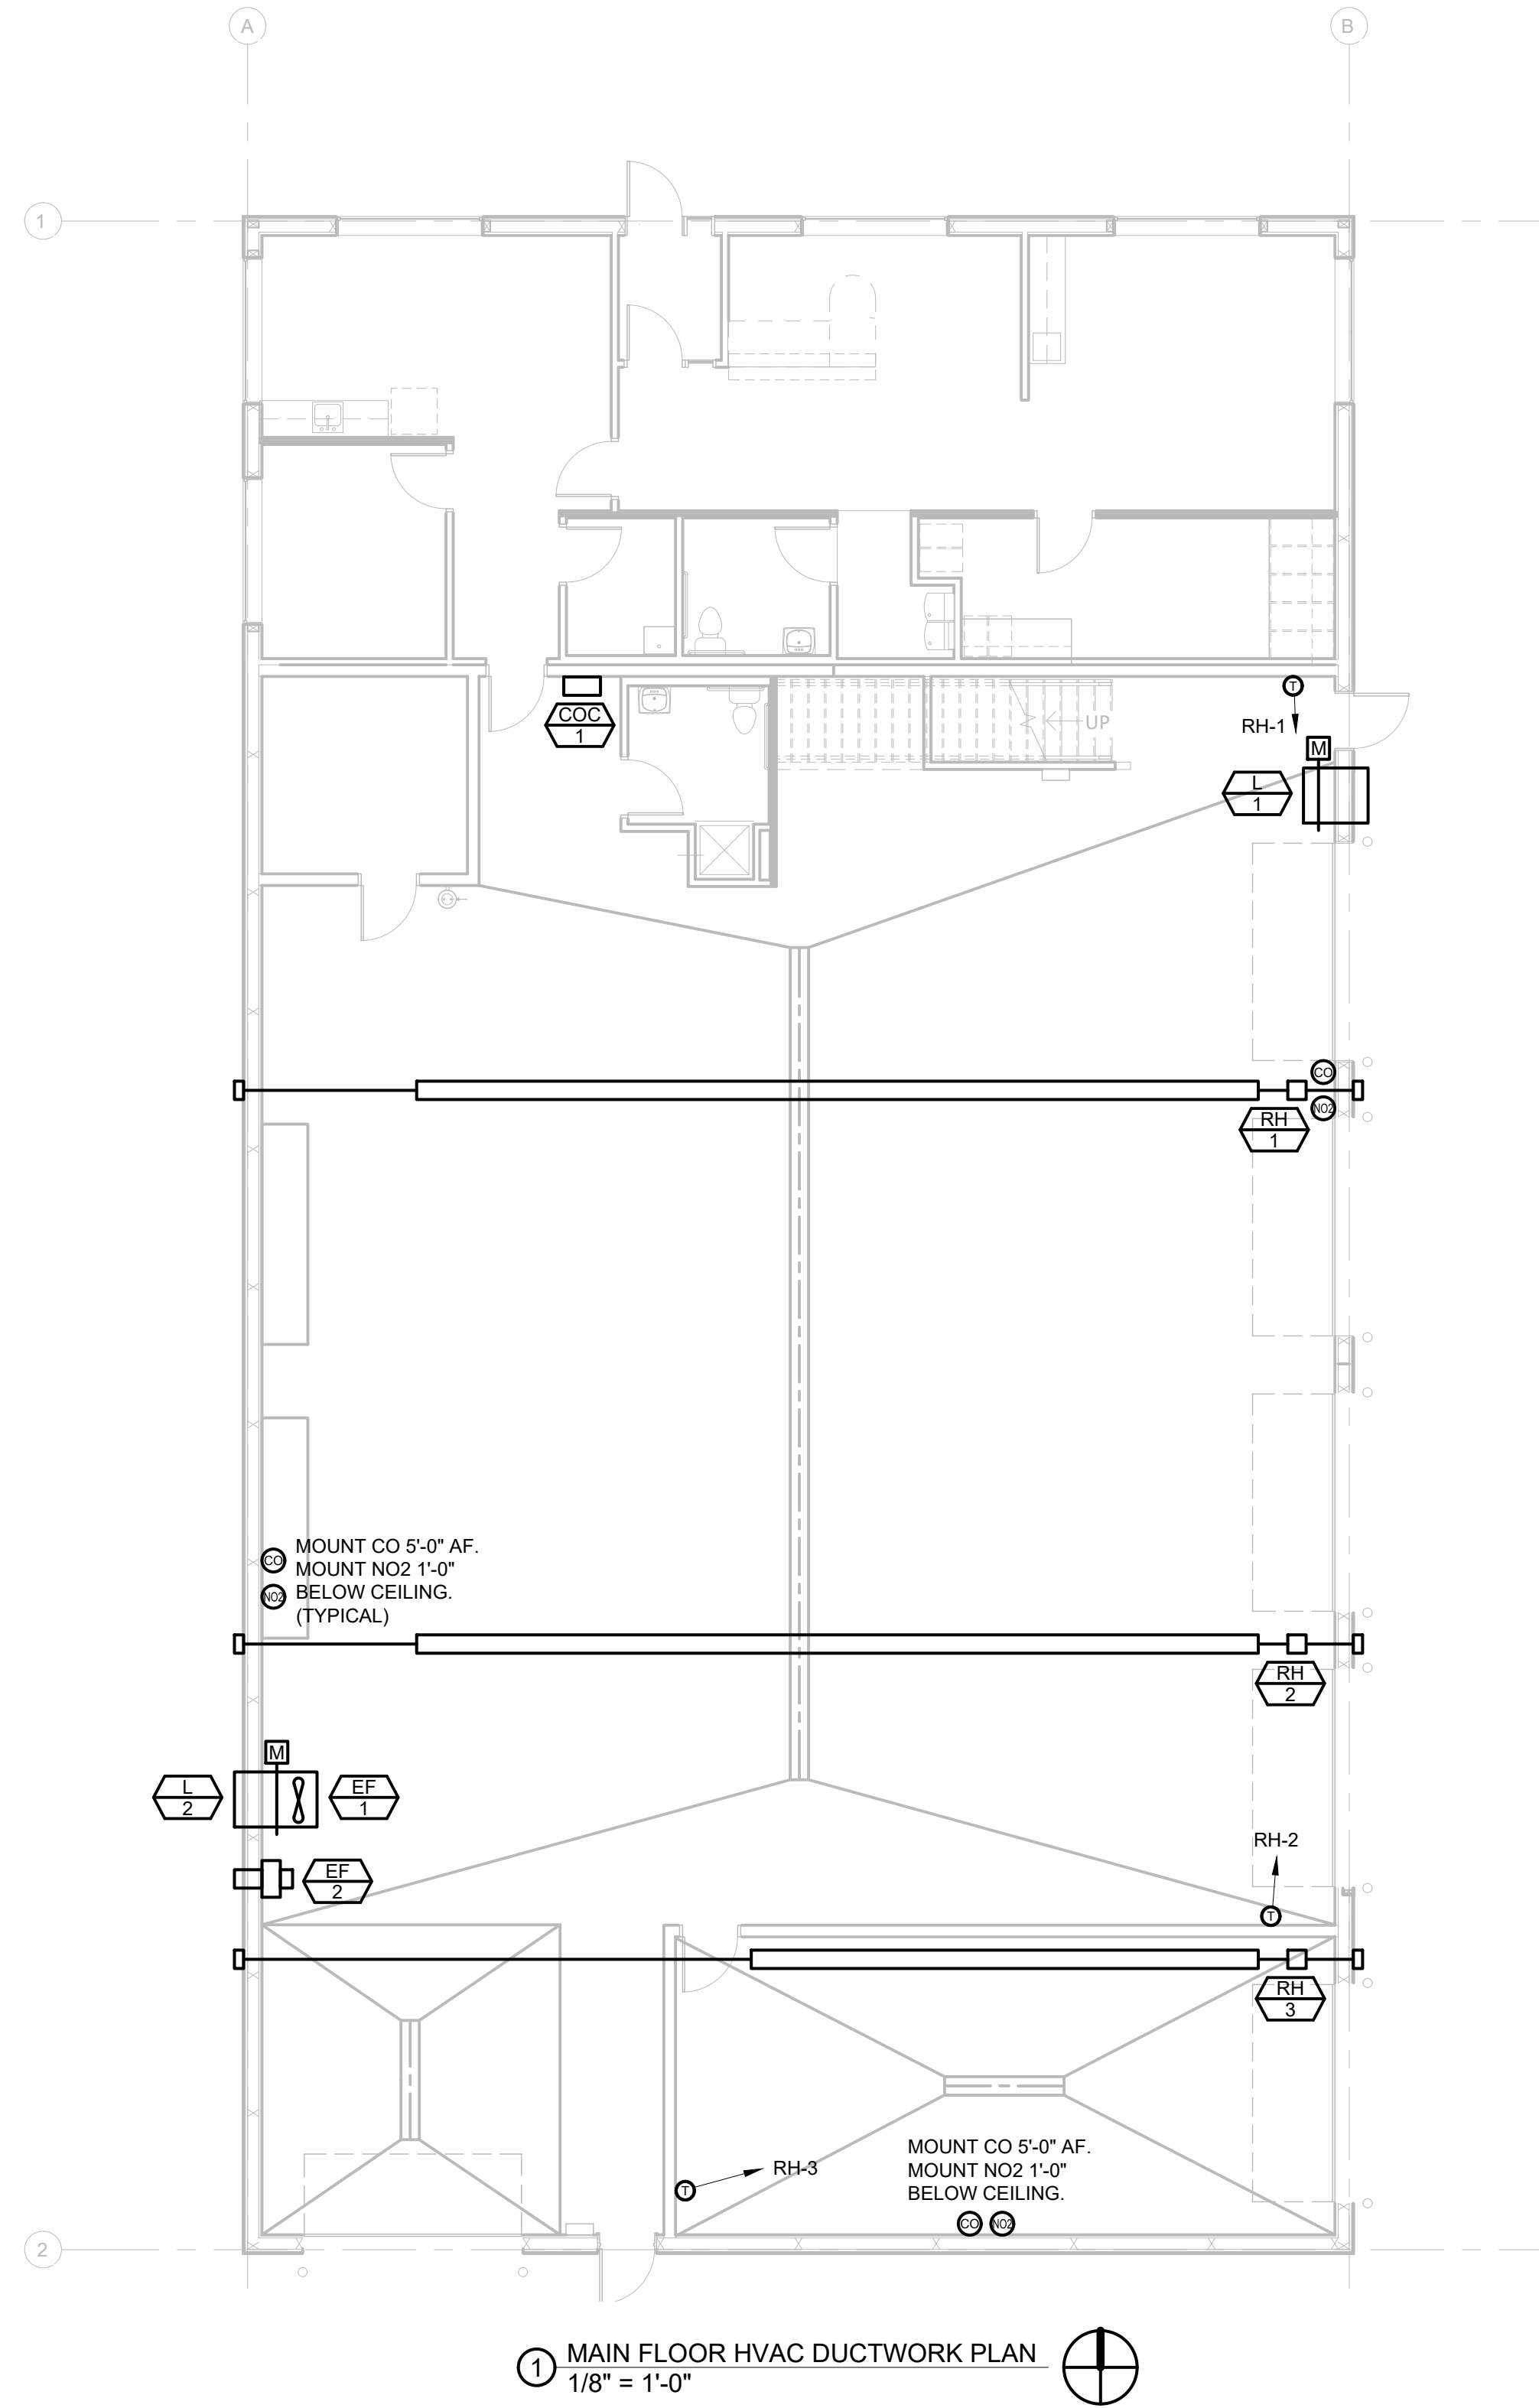 A
B
1
COC
1
UP
T
RH-1
M
L
1
CO
NO2
RH
1
CO
NO2
MOUNT CO 5'-0" AF.
MOUNT NO2 1'-0"
BELOW CEILING.
(TYPICAL)
RH
2
M
L
2
EF
1
EF
2
RH-2
T
RH
3
T
RH-3
MOUNT CO 5'-0" AF.
MOUNT NO2 1'-0"
BELOW CEILING.
CO
NO2
2
1
MAIN FLOOR HVAC DUCTWORK PLAN
1/8" = 1'-0"